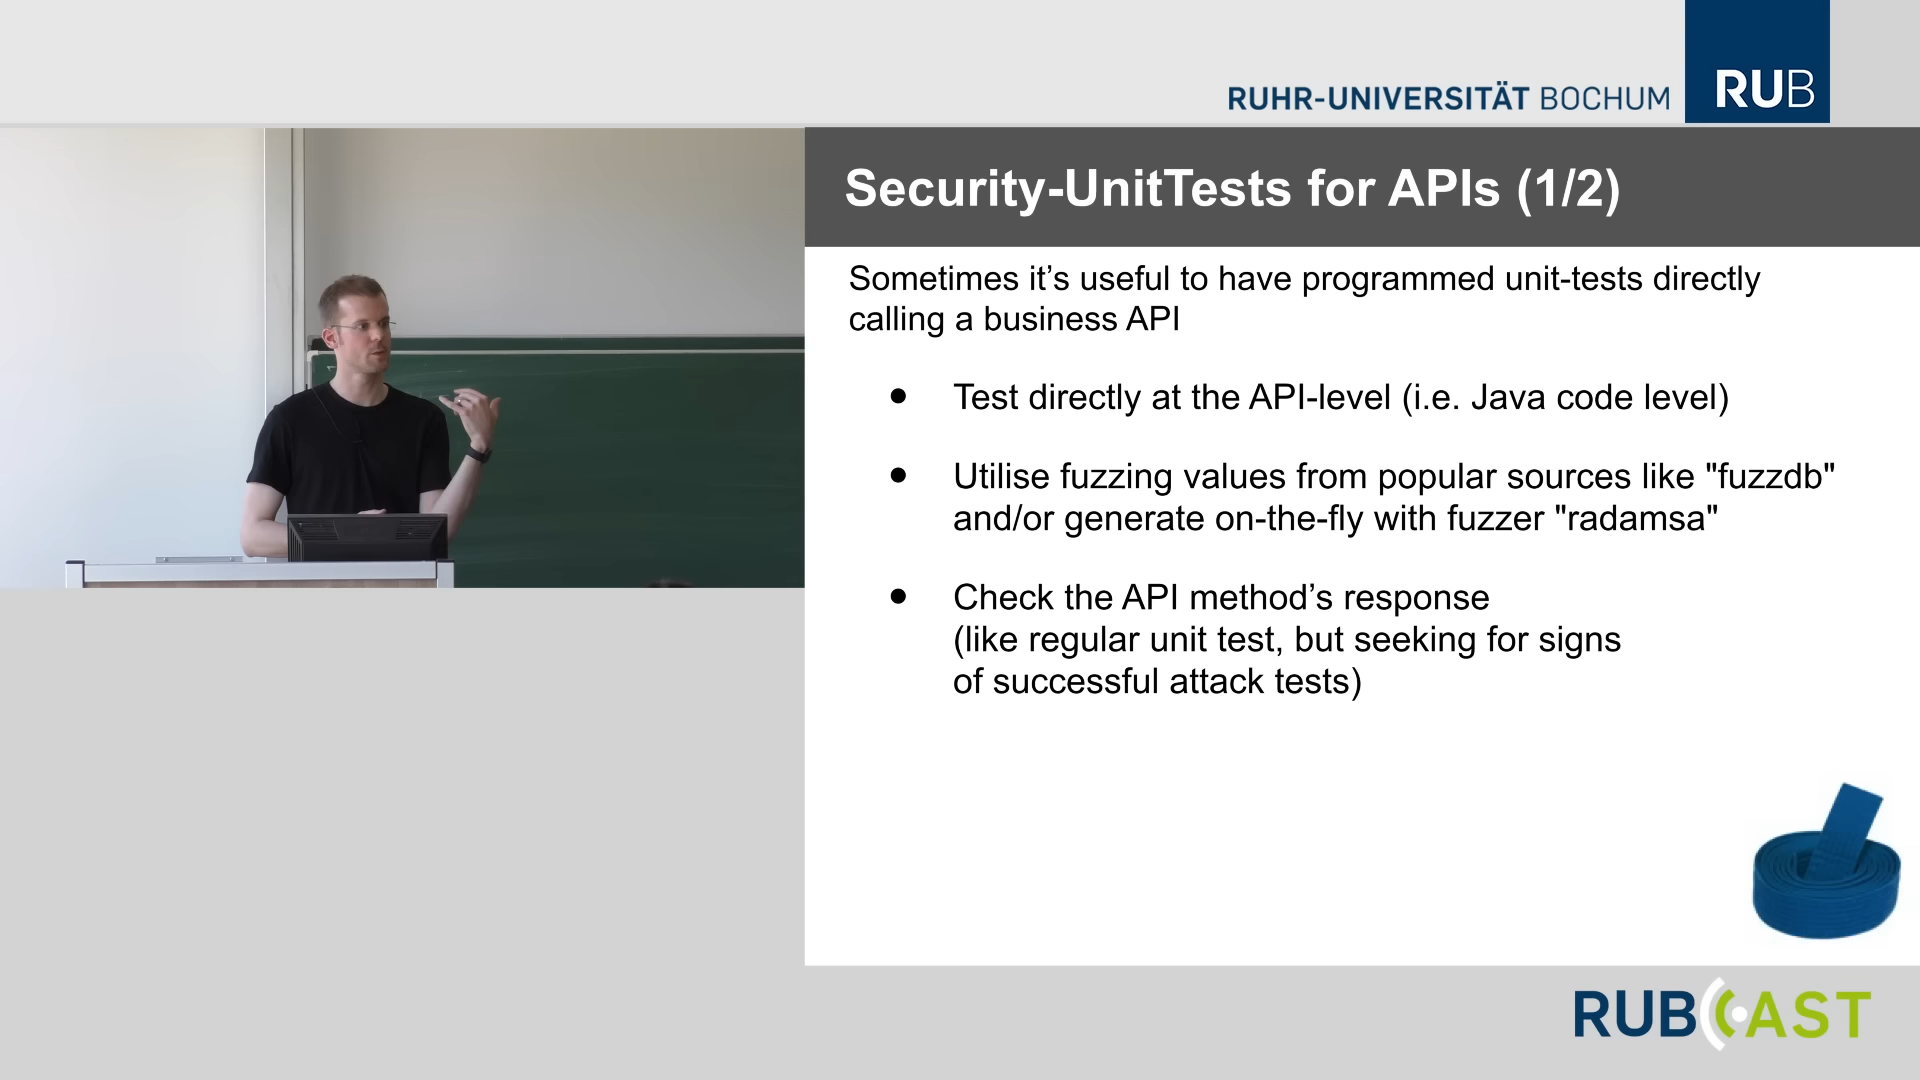 RUHR-UNIVERSITÄT BOCHUM
RUB
Security-UnitTests for APIs (1/2)
Sometimes it’s useful to have programmed unit-tests directly
calling a business API
● Test directly at the API-level (i.e. Java code level)
● Utilise fuzzing values from popular sources like "fuzzdb"
and/or generate on-the-fly with fuzzer "radamsa"
● Check the API method’s response
(like regular unit test, but seeking for signs
of successful attack tests)
RUBCAST